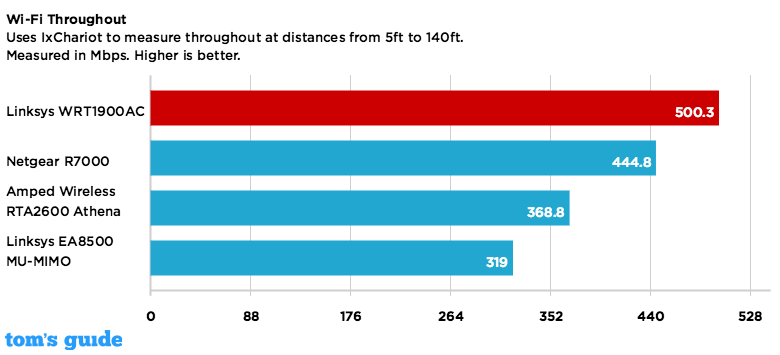 Wi-Fi Throughout
Uses IxChariot to measure throughout at distances from 5ft to 140ft.
Measured in Mbps. Higher is better.
Linksys WRT1900AC
500.3
Netgear R7000
444.8
Amped Wireless
RTA2600 Athena
368.8
Linksys EA8500
MU-MIMO
319
0 88 176 264 352 440 528
tom's guide